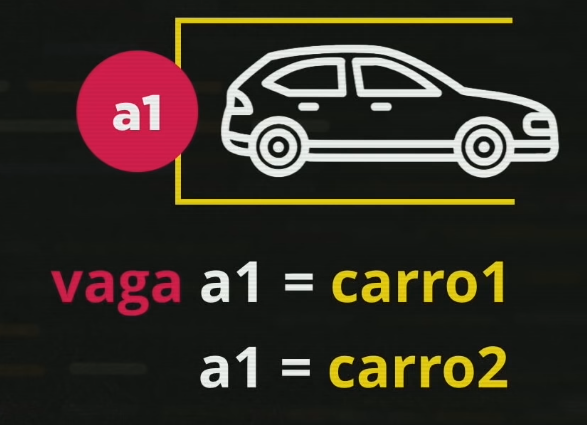 a1
vaga a1 = carro1
a1 = carro2